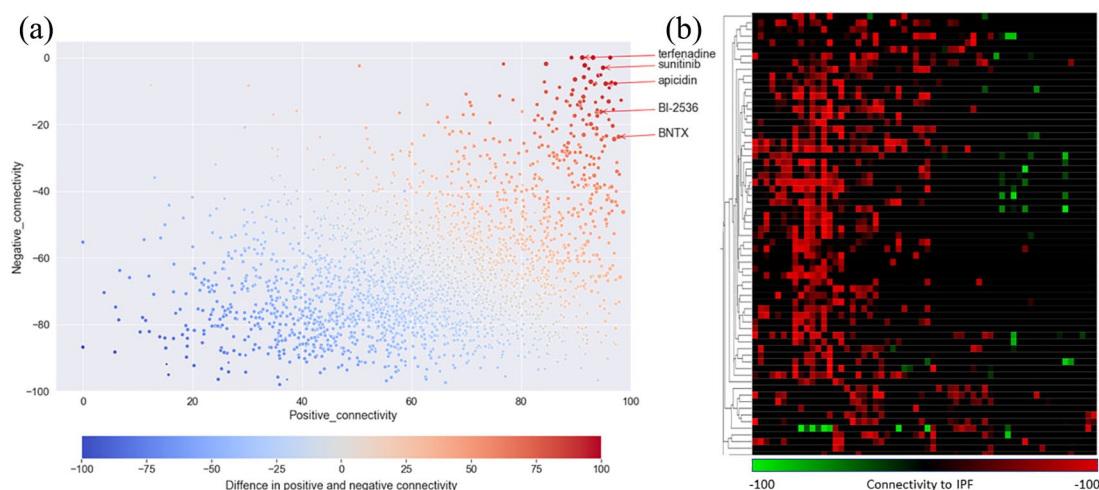 (a)
0
−20
−40
−60
−80
−100
Negative_connectivity
0
20
40
60
80
100
Positive_connectivity
terfenadine
sunitinib
apicidin
BI-2536
BNTX
−100
−75
−50
−25
0
25
50
75
100
Diffence in positive and negative connectivity
(b)
-100
Connectivity to IPF
-100